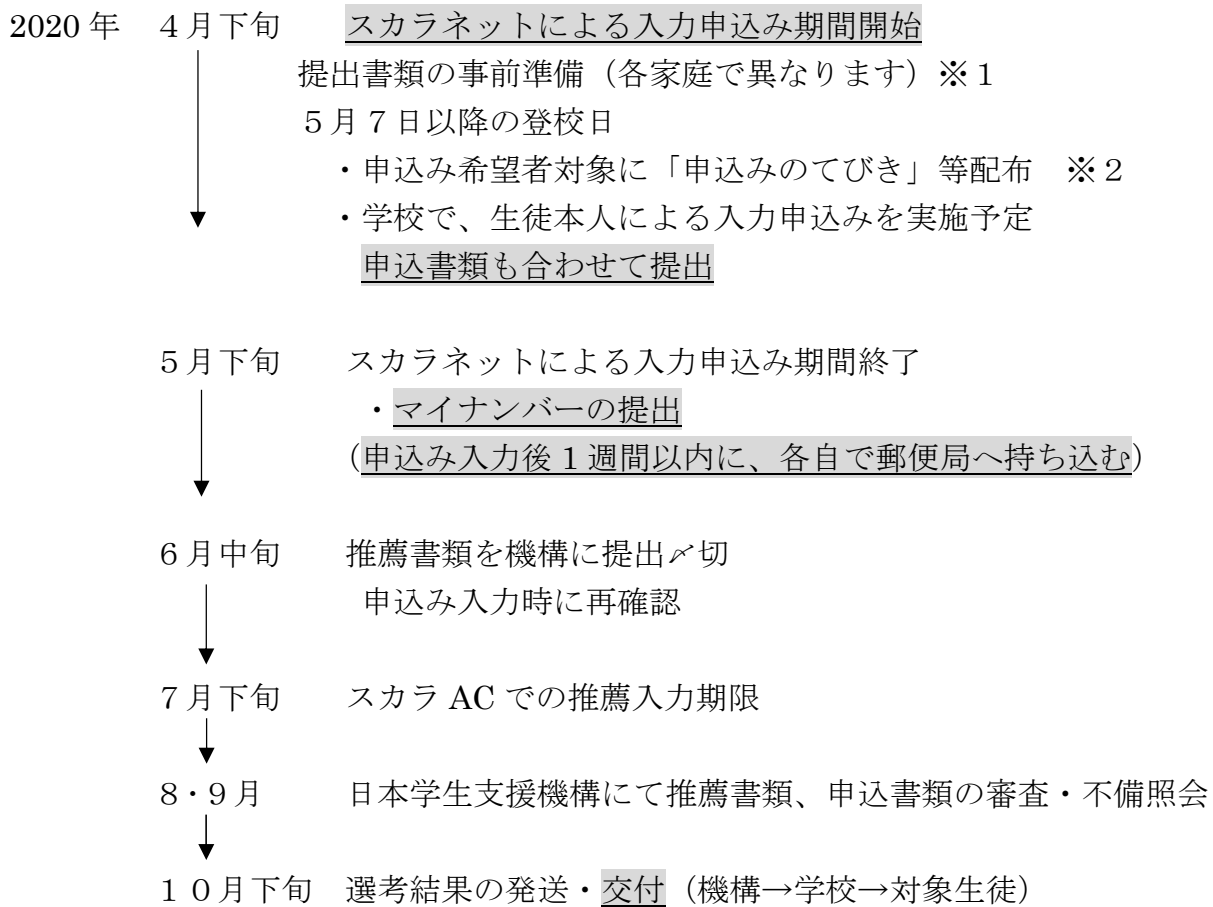 2020年　４月下旬　スカラネットによる入力申込み期間開始
提出書類の事前準備（各家庭で異なります）※１
５月７日以降の登校日
・申込み希望者対象に「申込みのてびき」等配布　※２
・学校で、生徒本人による入力申込みを実施予定
申込書類も合わせて提出
５月下旬　スカラネットによる入力申込み期間終了
・マイナンバーの提出
（申込み入力後１週間以内に、各自で郵便局へ持ち込む）
６月中旬　推薦書類を機構に提出〆切
申込み入力時に再確認
７月下旬　スカラACでの推薦入力期限
８・９月　日本学生支援機構にて推薦書類、申込書類の審査・不備照会
１０月下旬　選考結果の発送・交付（機構→学校→対象生徒）